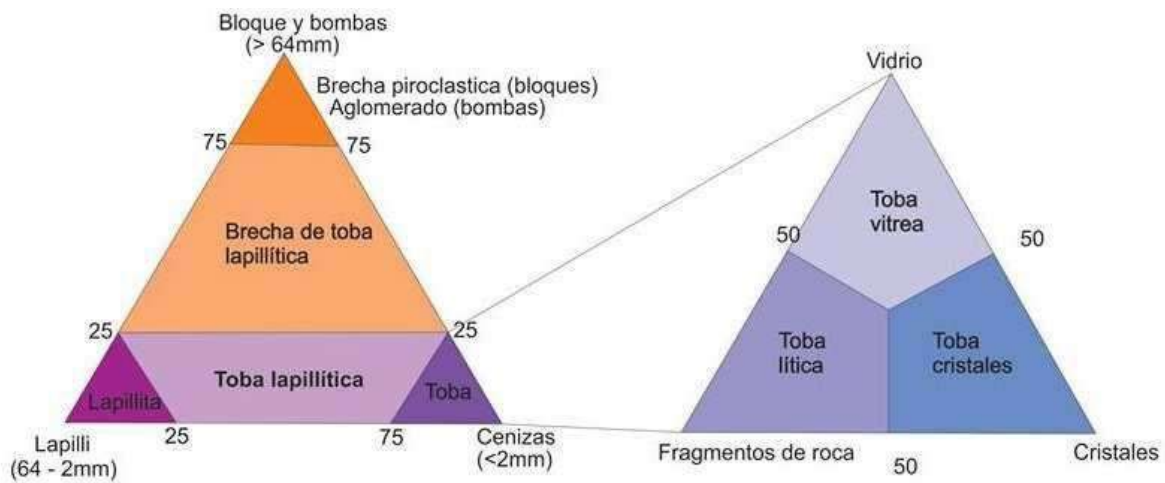 Bloque y bombas
(> 64mm)
Brecha piroclastica (bloques)
Aglomerado (bombas)
75
75
Brecha de toba
lapillítica
25
25
Toba lapillítica
Lapillita
Toba
25
75
Lapilli
(64 - 2mm)
Cenizas
(<2mm)
Vidrio
Toba
vitrea
50
50
Toba
lítica
Toba
cristales
Fragmentos de roca
50
Cristales